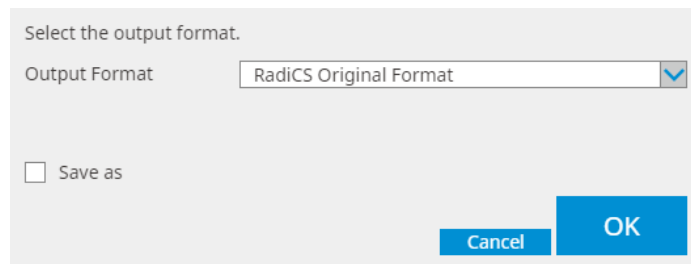 Select the output format.
Output Format RadiCS Original Format
Save as
Cancel OK